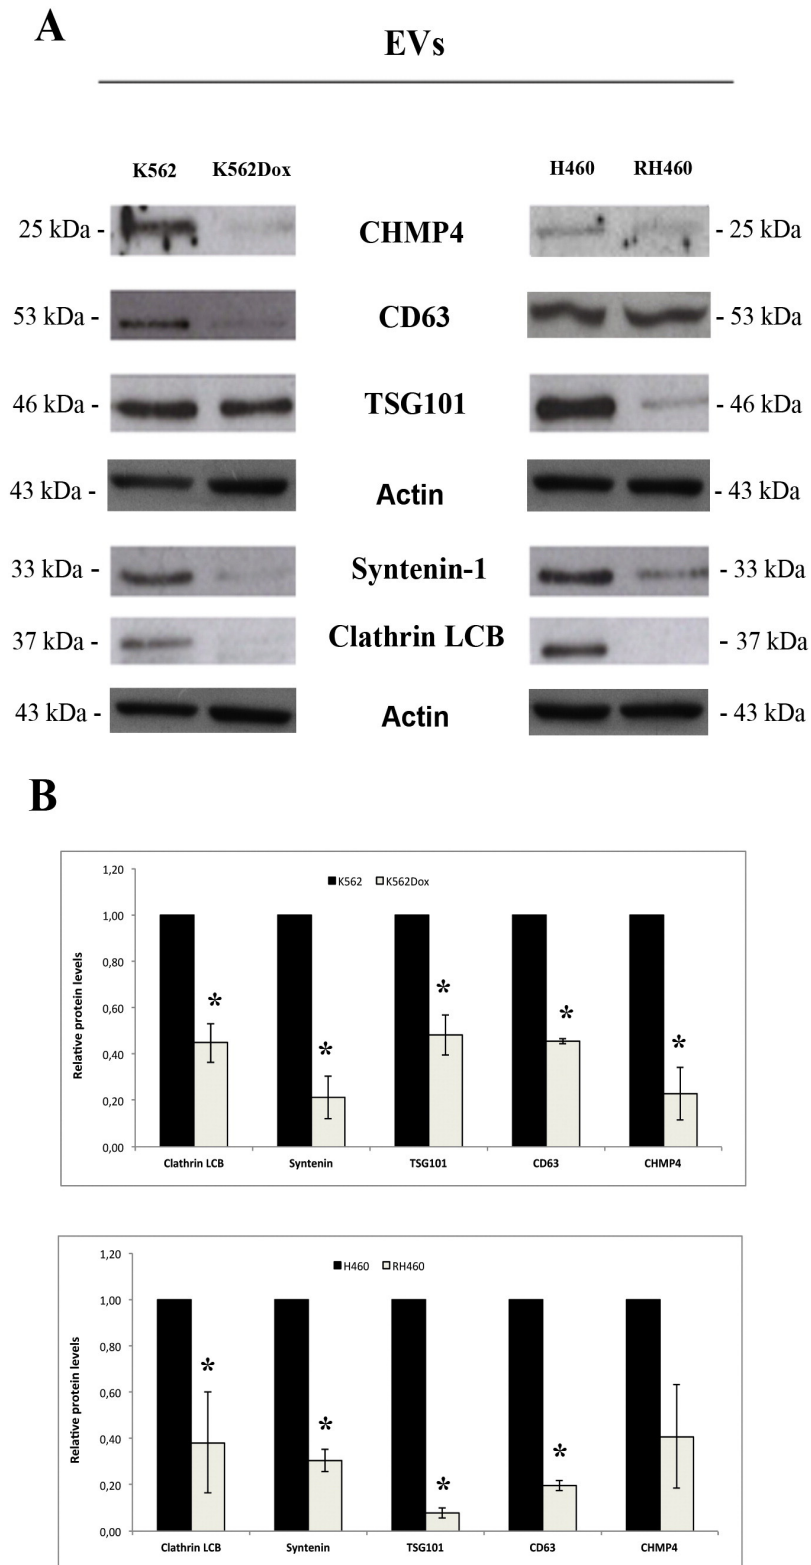 A
EVs
K562 K562Dox H460 RH460
25 kDa - CHMP4 - 25 kDa
53 kDa - CD63 - 53 kDa
46 kDa - TSG101 - 46 kDa
43 kDa - Actin - 43 kDa
33 kDa - Syntenin-1 - 33 kDa
37 kDa - Clathrin LCB - 37 kDa
43 kDa - Actin - 43 kDa
B
1,20
K562 K562Dox
1,00
0,80
0,60
0,40
0,20
0,00
Relative protein levels
* * * * *
Clathrin LCB Syntenin TSG101 CD63 CHMP4
1,20
H460 RH460
1,00
0,80
0,60
0,40
0,20
0,00
Relative protein levels
* * * *
Clathrin LCB Syntenin TSG101 CD63 CHMP4